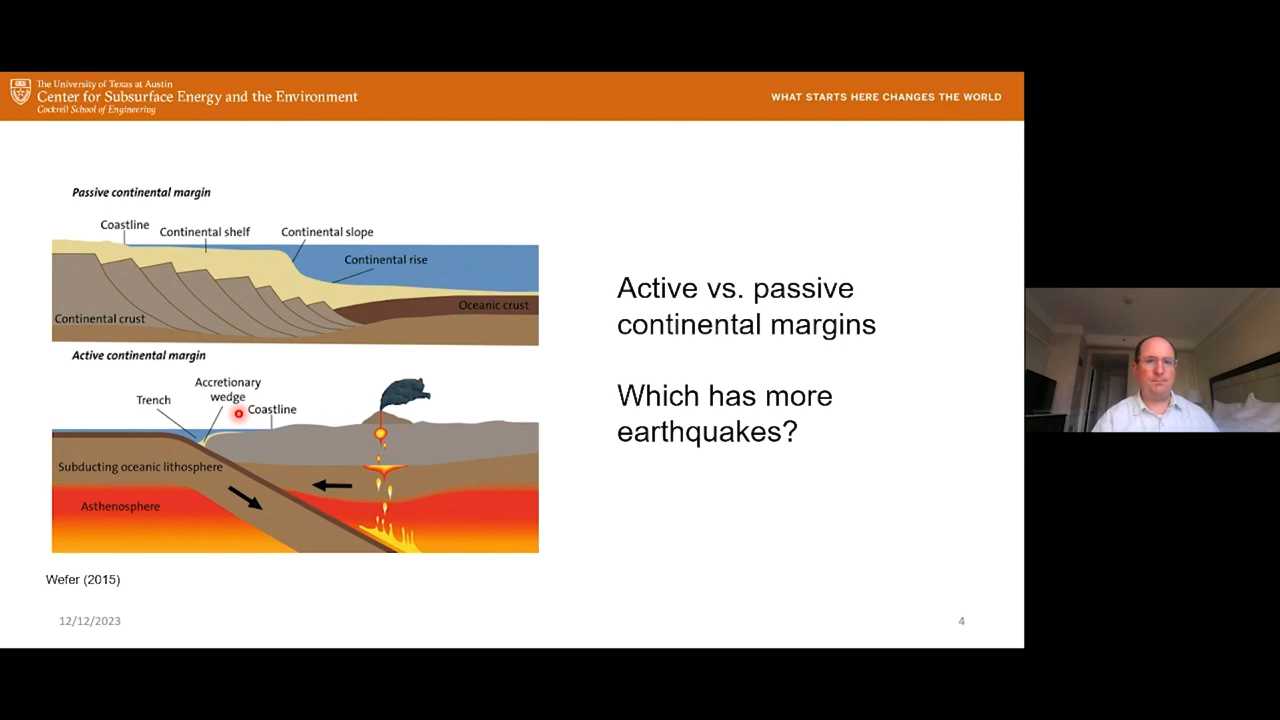 The University of Texas at Austin
Center for Subsurface Energy and the Environment
Cockrell School of Engineering
WHAT STARTS HERE CHANGES THE WORLD
Passive continental margin
Coastline
Continental shelf
Continental slope
Continental rise
Oceanic crust
Continental crust
Active continental margin
Accretionary
wedge
Trench
Coastline
Subducting oceanic lithosphere
Asthenosphere
Wefer (2015)
Active vs. passive
continental margins
Which has more
earthquakes?
12/12/2023
4